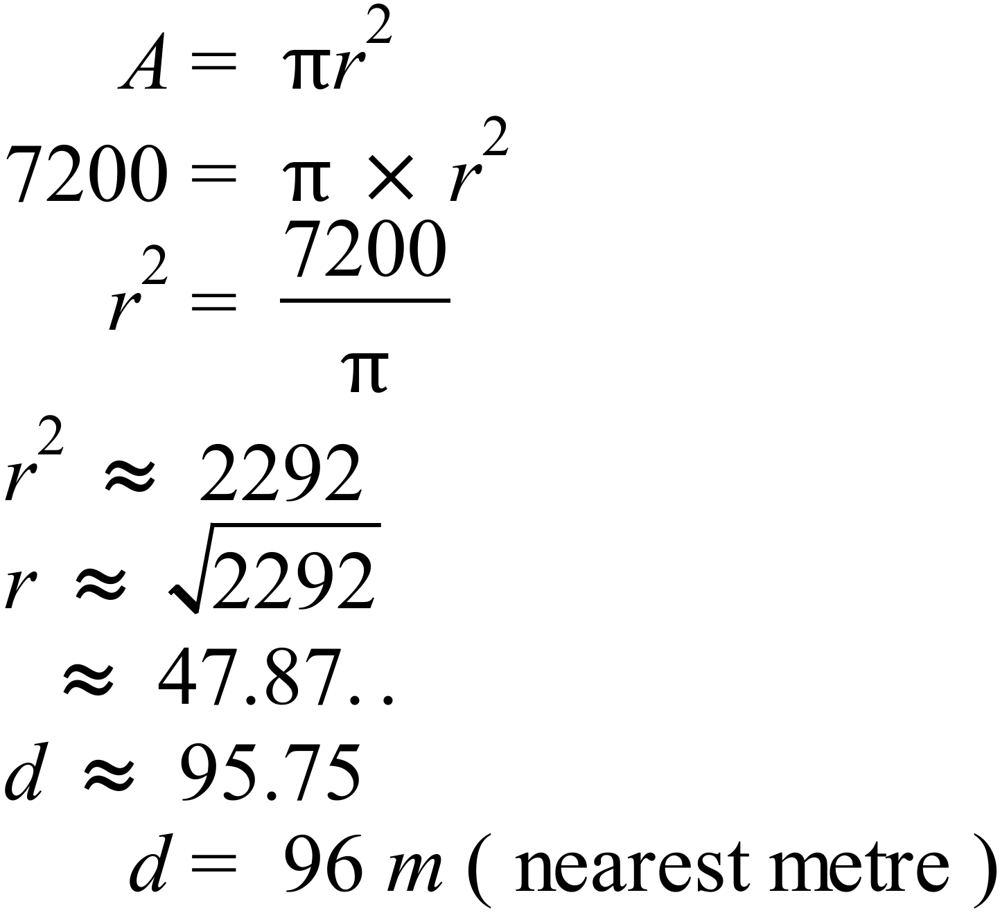 A = πr²
7200 = π × r²
r² = 7200/π
r² ≈ 2292
r ≈ √2292
≈ 47.87..
d ≈ 95.75
d = 96 m ( nearest metre )